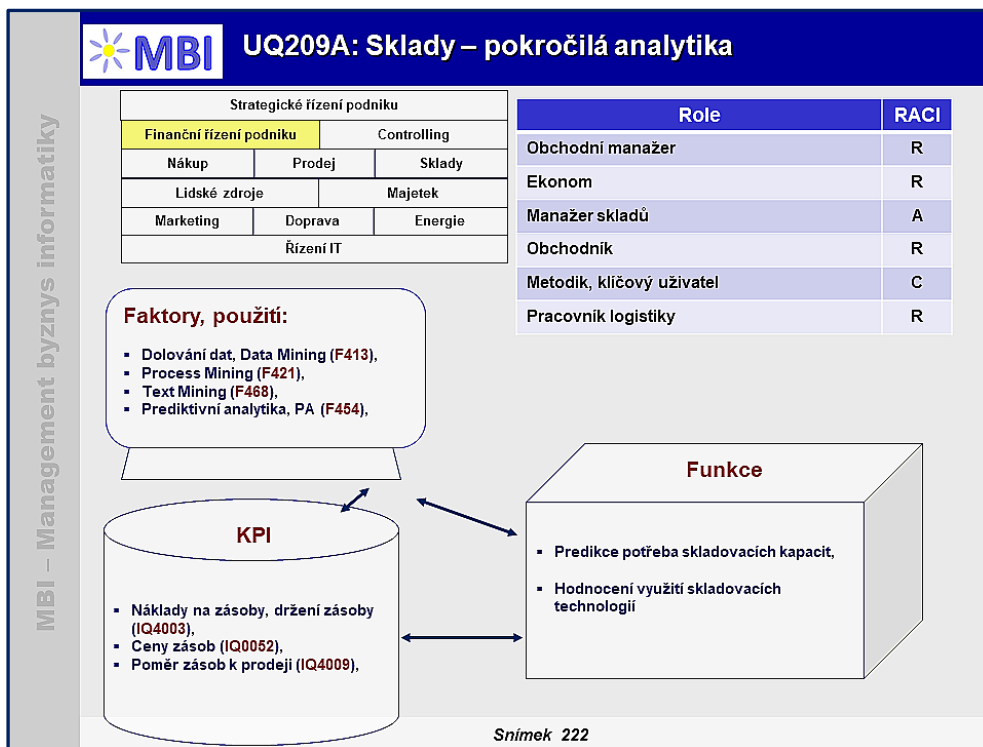 MBI
UQ209A: Sklady – pokročilá analytika
MBI – Management byznys informatiky
Strategické řízení podniku
Finanční řízení podniku
Controlling
Nákup
Prodej
Sklady
Lidské zdroje
Majetek
Marketing
Doprava
Energie
Řízení IT
Role RACI
Obchodní manažer R
Ekonom R
Manažer skladů A
Obchodník R
Metodik, klíčový uživatel C
Pracovník logistiky R
Faktory, použití:
▪ Dolování dat, Data Mining (F413),
▪ Process Mining (F421),
▪ Text Mining (F468),
▪ Prediktivní analytika, PA (F454),
KPI
▪ Náklady na zásoby, držení zásoby
(IQ4003),
▪ Ceny zásob (IQ0052),
▪ Poměr zásob k prodeji (IQ4009),
Funkce
▪ Predikce potřeba skladovacích kapacit,
▪ Hodnocení využití skladovacích
technologií
Snímek 222